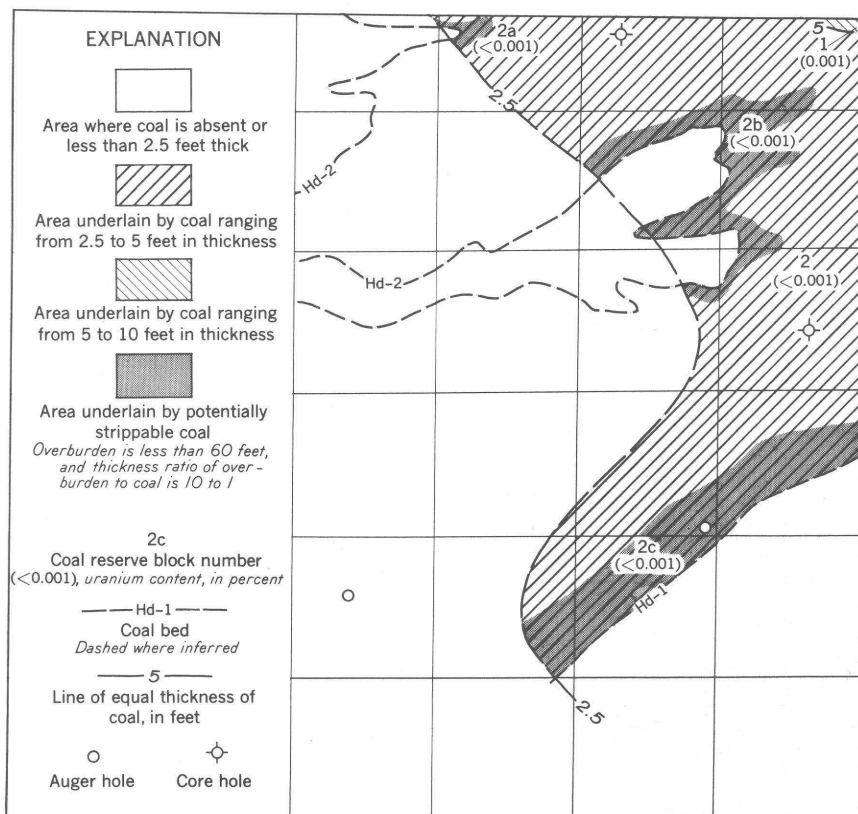 EXPLANATION
Area where coal is absent or
less than 2.5 feet thick
Area underlain by coal ranging
from 2.5 to 5 feet in thickness
Area underlain by coal ranging
from 5 to 10 feet in thickness
Area underlain by potentially
strippable coal
Overburden is less than 60 feet,
and thickness ratio of over-
burden to coal is 10 to 1
2c
Coal reserve block number
(<0.001), uranium content, in percent
Hd-1
Coal bed
Dashed where inferred
5
Line of equal thickness of
coal, in feet
Auger hole
Core hole
2a
(<0.001)
5
1
(0.001)
2.5
2b
(<0.001)
Hd-2
Hd-2
2
(<0.001)
2c
(<0.001)
Hd-1
2.5